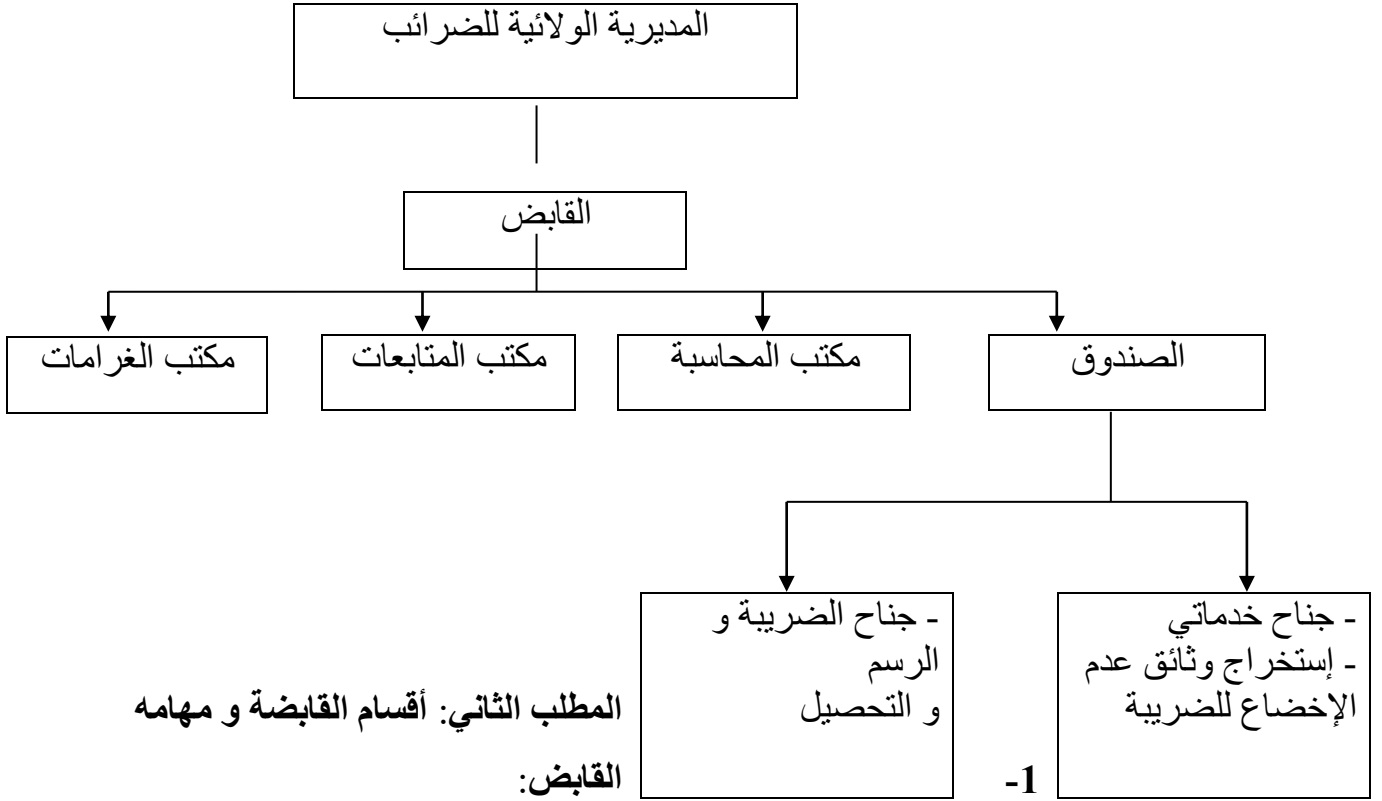 المديرية الولائية للضرائب
القابض
الصندوق
مكتب المحاسبة
مكتب المتابعات
مكتب الغرامات
- جناح خدماتي
- إستخراج وثائق عدم
الإخضاع للضريبة
- جناح الضريبة و
الرسم
و التحصيل
المطلب الثاني: أقسام القابضة و مهامه
1-
القابض: